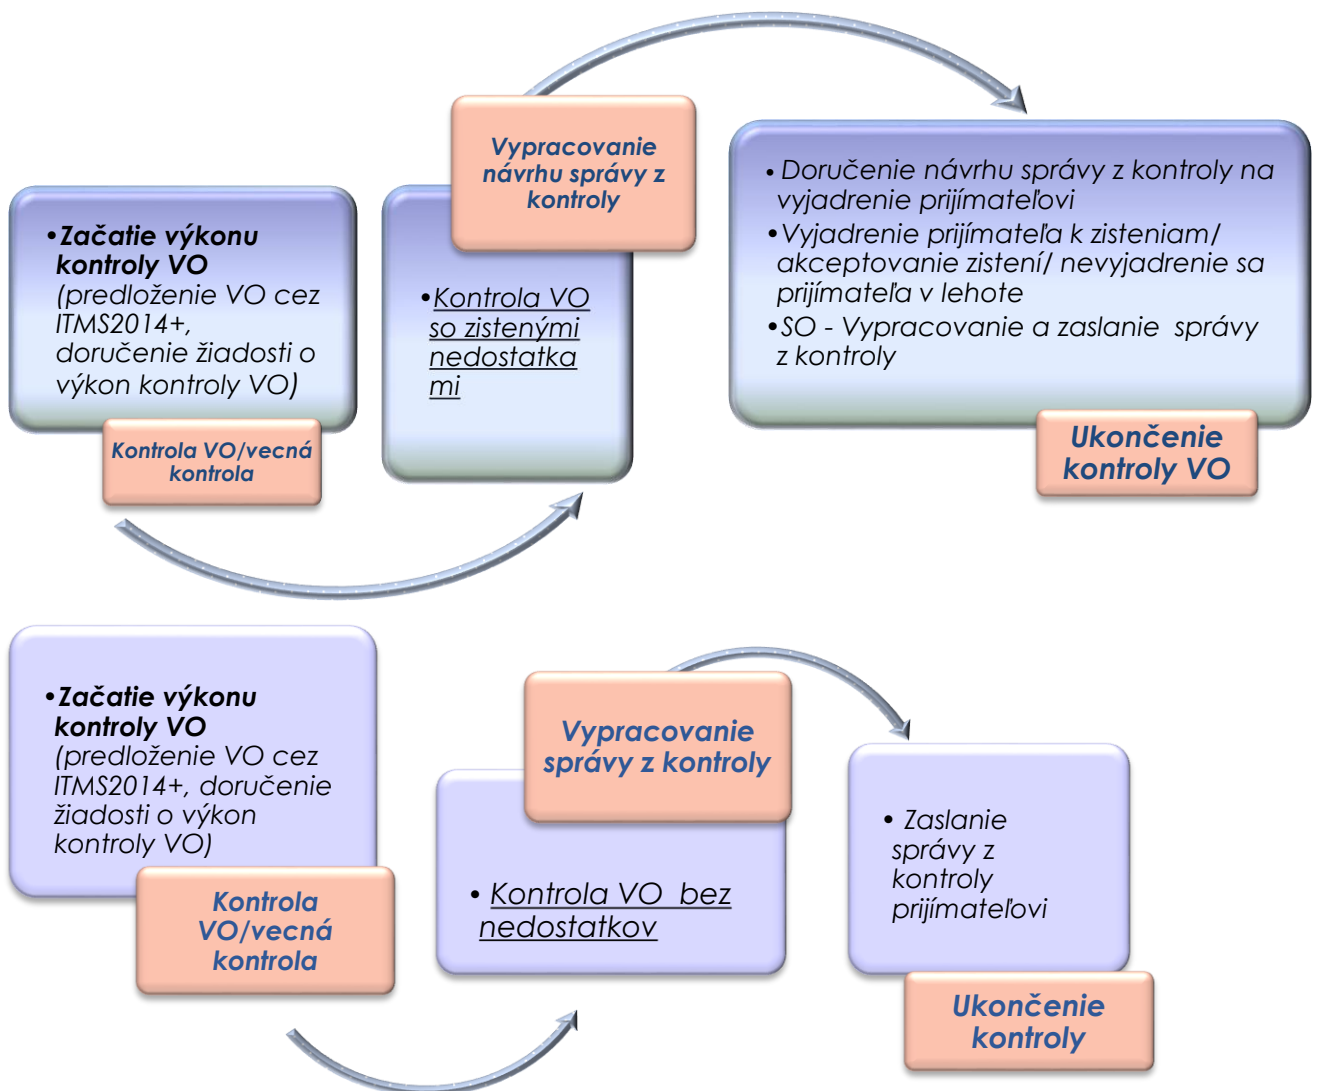 •Začatie výkonu
kontroly VO
(predloženie VO cez
ITMS2014+,
doručenie žiadosti o
výkon kontroly VO)
Kontrola VO/vecná
kontrola
Vypracovanie
návrhu správy z
kontroly
•Kontrola VO
so zistenými
nedostatka
mi
• Doručenie návrhu správy z kontroly na
vyjadrenie prijímateľovi
•Vyjadrenie prijímateľa k zisteniam/
akceptovanie zistení/ nevyjadrenie sa
prijímateľa v lehote
•SO - Vypracovanie a zaslanie správy
z kontroly
Ukončenie
kontroly VO
•Začatie výkonu
kontroly VO
(predloženie VO cez
ITMS2014+, doručenie
žiadosti o výkon
kontroly VO)
Kontrola
VO/vecná
kontrola
Vypracovanie
správy z kontroly
• Kontrola VO bez
nedostatkov
• Zaslanie
správy z
kontroly
prijímateľovi
Ukončenie
kontroly